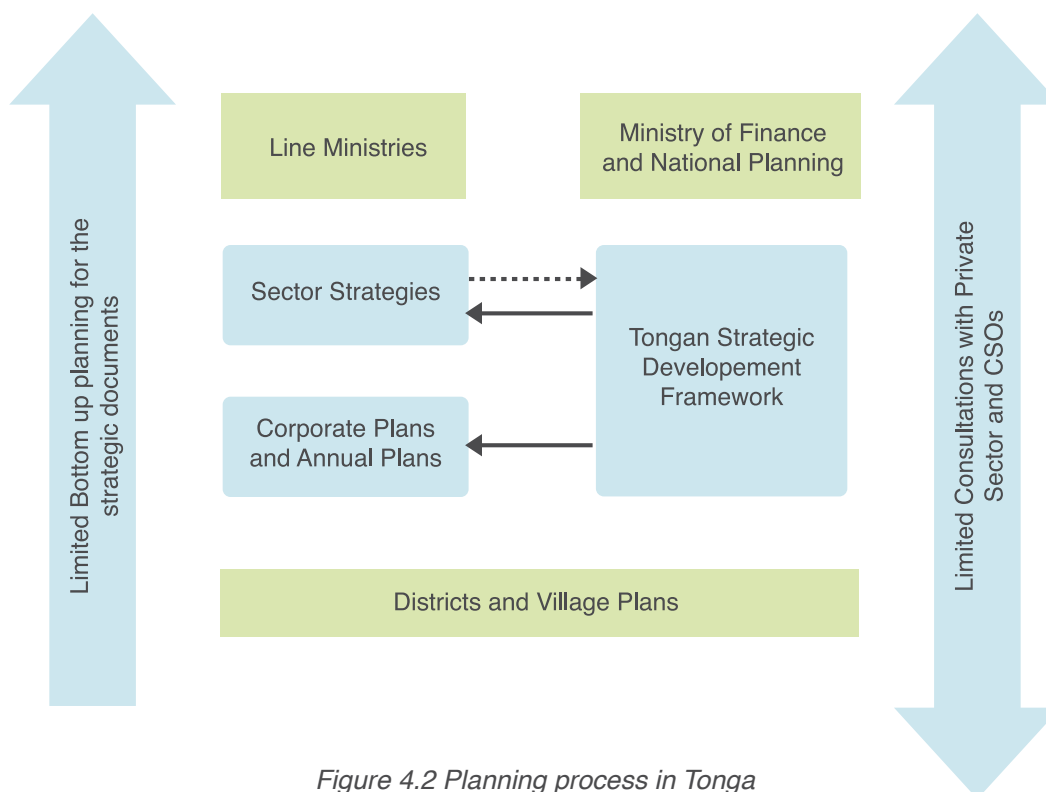 Limited Bottom up planning for the
strategic documents
Line Ministries
Ministry of Finance
and National Planning
Sector Strategies
Tongan Strategic
Developement
Framework
Corporate Plans
and Annual Plans
Districts and Village Plans
Limited Consultations with Private
Sector and CSOs
Figure 4.2 Planning process in Tonga